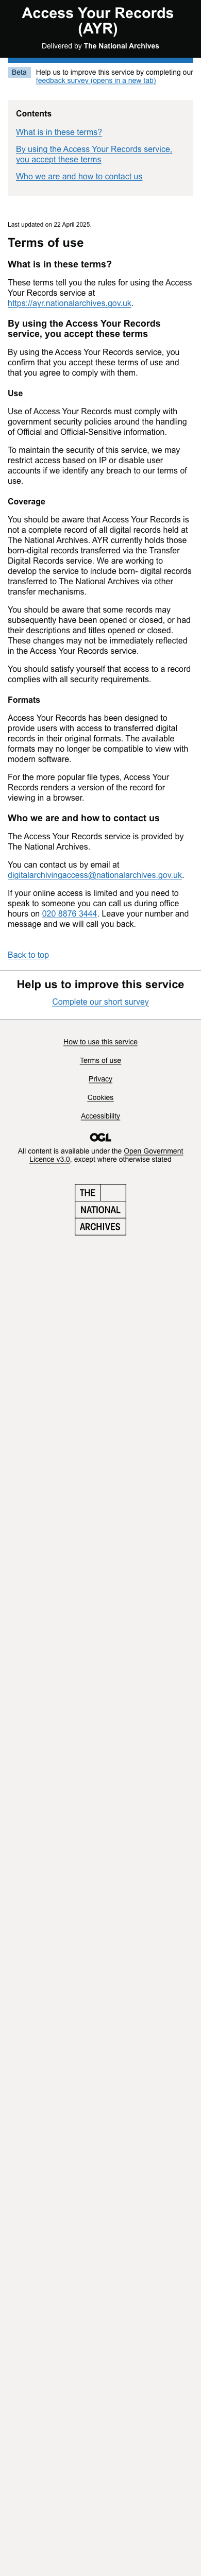 Access Your Records
(AYR)
Delivered by The National Archives
Beta Help us to improve this service by completing our
feedback survey (opens in a new tab)
Contents
What is in these terms?
By using the Access Your Records service,
you accept these terms
Who we are and how to contact us
Last updated on 22 April 2025.
Terms of use
What is in these terms?
These terms tell you the rules for using the Access
Your Records service at
https://ayr.nationalarchives.gov.uk.
By using the Access Your Records
service, you accept these terms
By using the Access Your Records service, you
confirm that you accept these terms of use and
that you agree to comply with them.
Use
Use of Access Your Records must comply with
government security policies around the handling
of Official and Official-Sensitive information.
To maintain the security of this service, we may
restrict access based on IP or disable user
accounts if we identify any breach to our terms of
use.
Coverage
You should be aware that Access Your Records is
not a complete record of all digital records held at
The National Archives. AYR currently holds those
born-digital records transferred via the Transfer
Digital Records service. We are working to
develop the service to include born- digital records
transferred to The National Archives via other
transfer mechanisms.
You should be aware that some records may
subsequently have been opened or closed, or had
their descriptions and titles opened or closed.
These changes may not be immediately reflected
in the Access Your Records service.
You should satisfy yourself that access to a record
complies with all security requirements.
Formats
Access Your Records has been designed to
provide users with access to transferred digital
records in their original formats. The available
formats may no longer be compatible to view with
modern software.
For the more popular file types, Access Your
Records renders a version of the record for
viewing in a browser.
Who we are and how to contact us
The Access Your Records service is provided by
The National Archives.
You can contact us by email at
digitalarchivingaccess@nationalarchives.gov.uk.
If your online access is limited and you need to
speak to someone you can call us during office
hours on 020 8876 3444. Leave your number and
message and we will call you back.
Back to top
Help us to improve this service
Complete our short survey
How to use this service
Terms of use
Privacy
Cookies
Accessibility
OGL
All content is available under the Open Government
Licence v3.0, except where otherwise stated
THE
NATIONAL
ARCHIVES